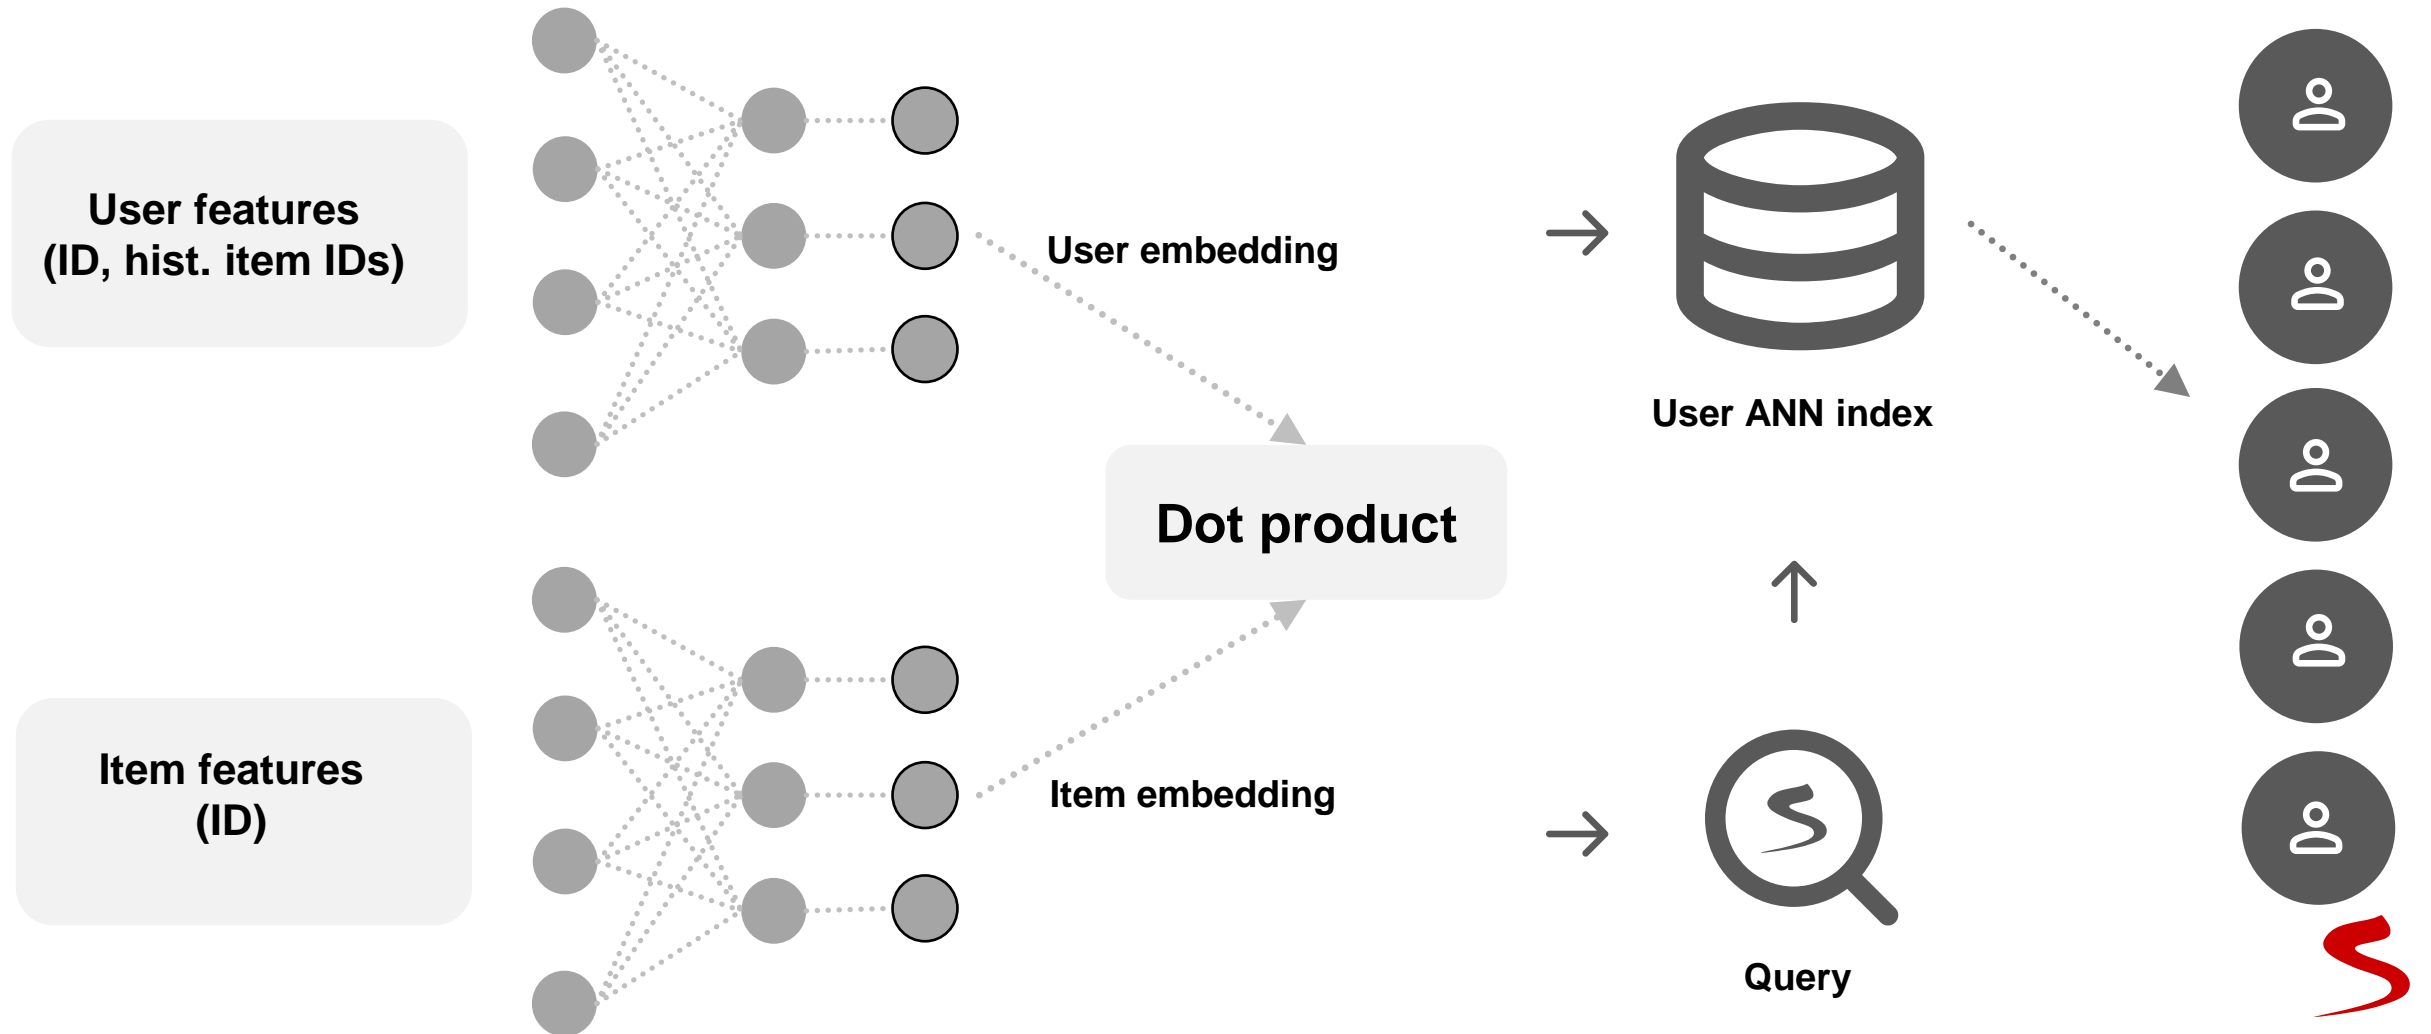 User features
(ID, hist. item IDs)
User embedding
User ANN index
Dot product
Item features
(ID)
Item embedding
Query